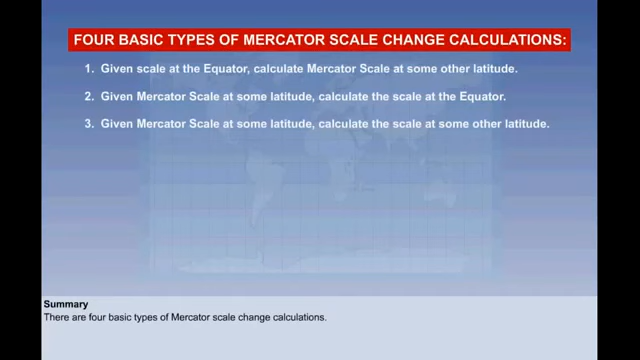 FOUR BASIC TYPES OF MERCATOR SCALE CHANGE CALCULATIONS:
1. Given scale at the Equator, calculate Mercator Scale at some other latitude.
2. Given Mercator Scale at some latitude, calculate the scale at the Equator.
3. Given Mercator Scale at some latitude, calculate the scale at some other latitude.
Summary
There are four basic types of Mercator scale change calculations.